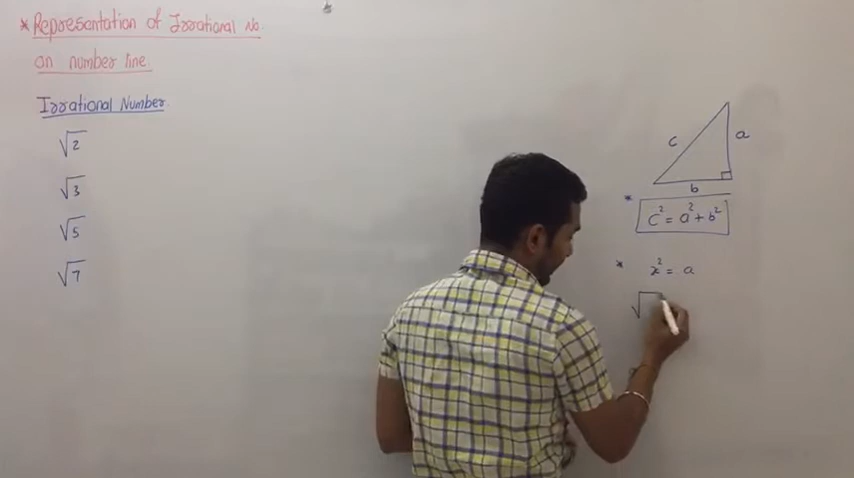 * Representation of Irrational No.
on number line
Irrational Number
√2
√3
√5
√7
c
a
b
* c² = a² + b²
* x² = a
√